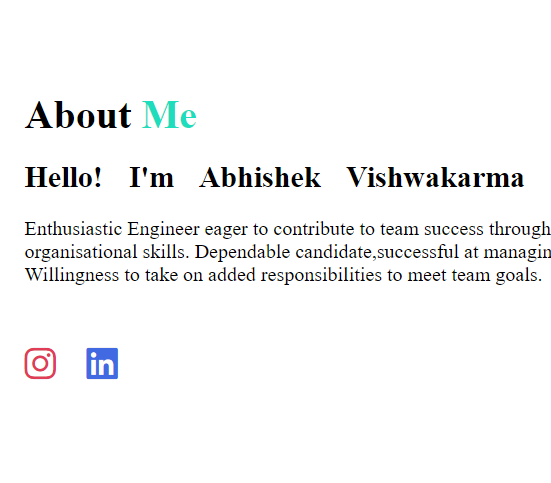 About Me
Hello! I'm Abhishek Vishwakarma
Enthusiastic Engineer eager to contribute to team success through
organisational skills. Dependable candidate,successful at managin
Willingness to take on added responsibilities to meet team goals.
in